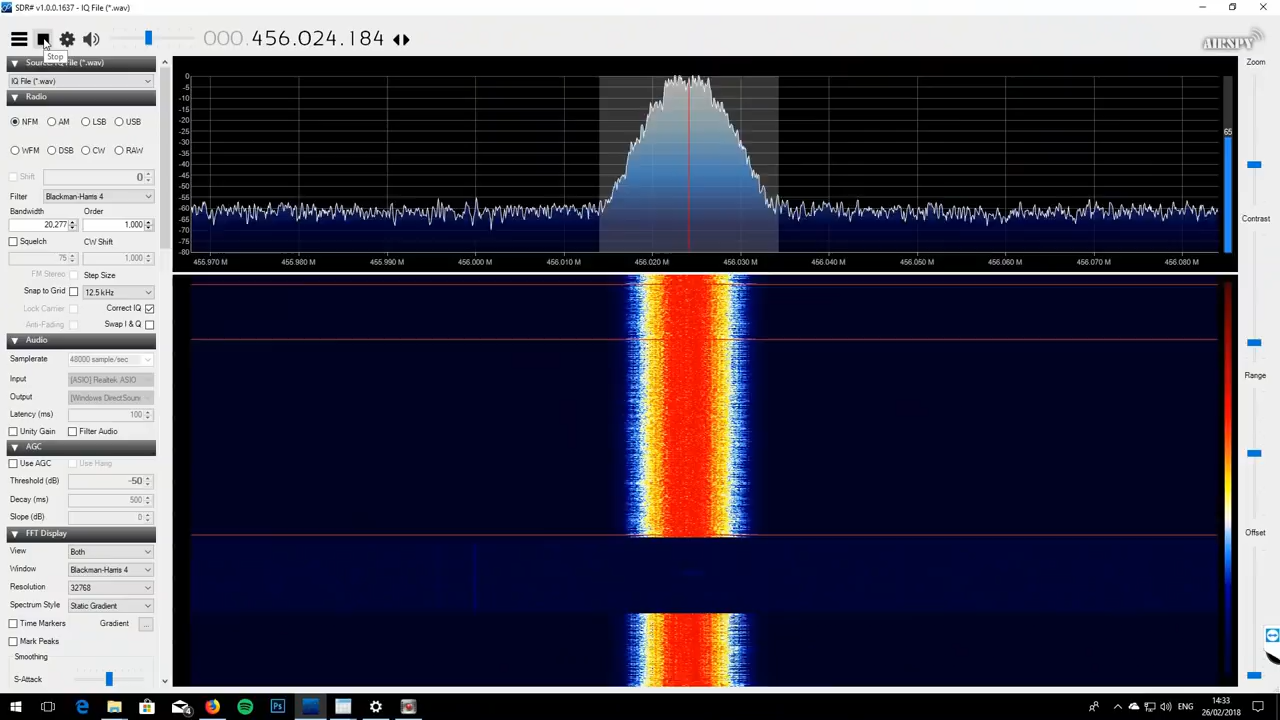 SDR# v1.0.0.1637 - IQ File (*.wav)
000.456.024.184
AIRSPY
Stop
Source: IQ File (*.wav)
IQ File (*.wav)
Radio
NFM AM LSB USB
WFM DSB CW RAW
Shift 0
Filter Blackman-Harris 4
Bandwidth Order
20,277 1.000
Squelch CW Shift
75 1.000
FM Stereo Step Size
Snap to Grid 12.5 kHz
Lock Carrier Correct IQ
Anti-Fading Swap I & Q
Audio
Samplerate 48000 sample/sec
Input [ASIO] Realtek ASIO
Output [Windows DirectSoun
Latency (ms) 100
Unity Gain Filter Audio
AGC
Use AGC Use Hang
Threshold (dB) -50
Decay (ms) 500
Slope (dB) 0
FFT Display
View Both
Window Blackman-Harris 4
Resolution 32768
Spectrum Style Static Gradient
Time Markers Gradient ...
Mark Peaks
Smoothing
S-Attack
0
-5
-10
-15
-20
-25
-30
-35
-40
-45
-50
-55
-60
-65
-70
-75
-80
455.970 M 455.980 M 455.990 M 456.000 M 456.010 M 456.020 M 456.030 M 456.040 M 456.050 M 456.060 M 456.070 M 456.080 M
65
Zoom
Contrast
Range
Offset
4
Ps
ENG
14:33
26/02/2018